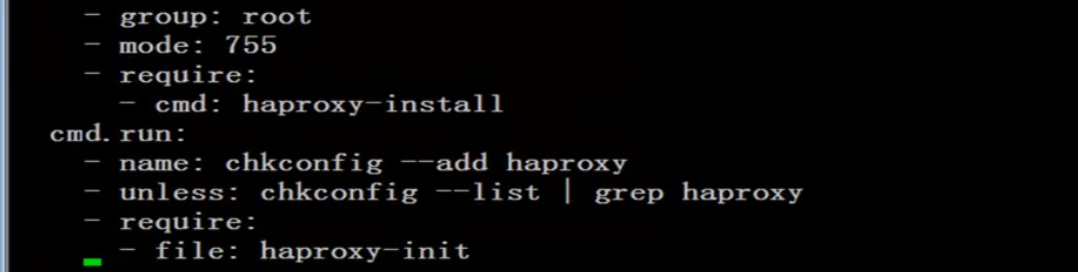 - group: root
- mode: 755
- require:
- cmd: haproxy-install
cmd.run:
- name: chkconfig --add haproxy
- unless: chkconfig --list | grep haproxy
- require:
- file: haproxy-init